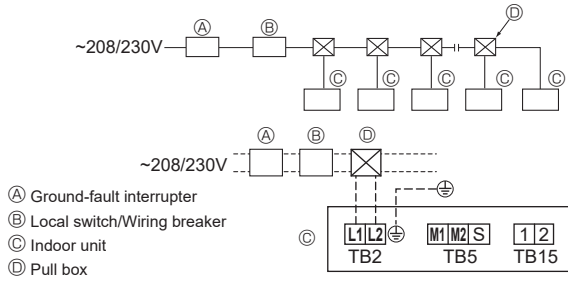 Ⓐ Ⓑ Ⓓ
~208/230V
Ⓒ Ⓒ Ⓒ Ⓒ Ⓒ
Ⓐ Ⓑ Ⓓ
~208/230V
Ⓐ Ground-fault interrupter
Ⓑ Local switch/Wiring breaker
Ⓒ Indoor unit
Ⓓ Pull box
Ⓒ L1 L2 M1 M2 S 1 2
TB2 TB5 TB15